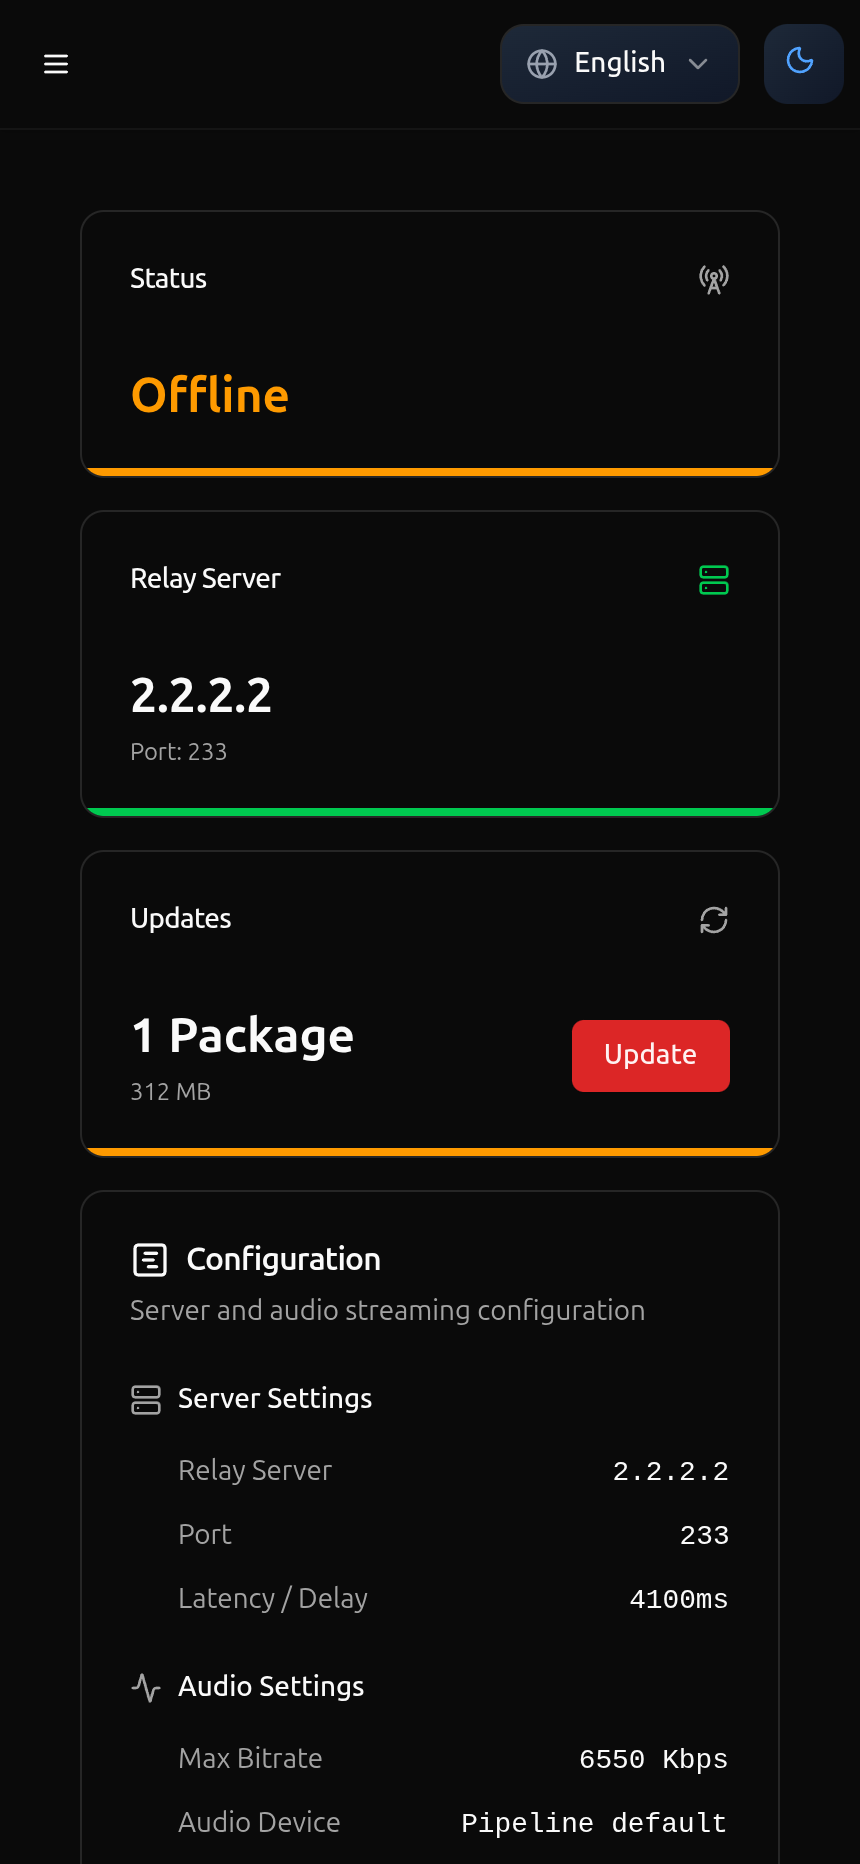 English
Status
Offline
Relay Server
2.2.2.2
Port: 233
Updates
1 Package
Update
312 MB
Configuration
Server and audio streaming configuration
Server Settings
Relay Server 2.2.2.2
Port 233
Latency / Delay 4100ms
Audio Settings
Max Bitrate 6550 Kbps
Audio Device Pipeline default